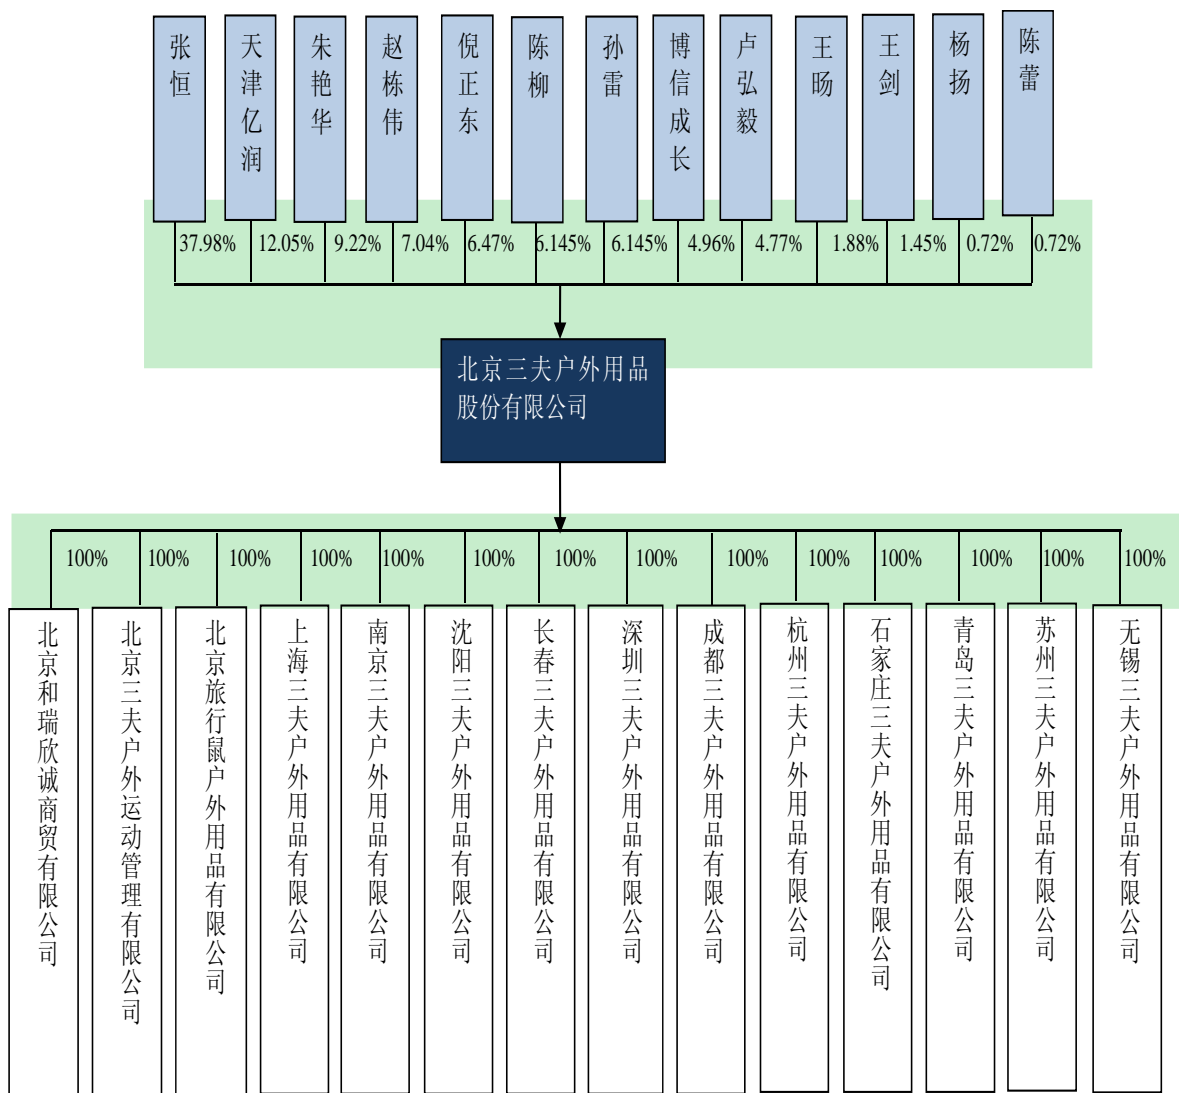 张恒
天津亿润
朱艳华
赵栋伟
倪正东
陈柳
孙雷
博信成长
卢弘毅
王旸
王剑
杨扬
陈蕾
37.98%
12.05%
9.22%
7.04%
6.47%
6.145%
6.145%
4.96%
4.77%
1.88%
1.45%
0.72%
0.72%
北京三夫户外用品
股份有限公司
100%
100%
100%
100%
100%
100%
100%
100%
100%
100%
100%
100%
100%
100%
北京和瑞欣诚商贸有限公司
北京三夫户外运动管理有限公司
北京旅行鼠户外用品有限公司
上海三夫户外用品有限公司
南京三夫户外用品有限公司
沈阳三夫户外用品有限公司
长春三夫户外用品有限公司
深圳三夫户外用品有限公司
成都三夫户外用品有限公司
杭州三夫户外用品有限公司
石家庄三夫户外用品有限公司
青岛三夫户外用品有限公司
苏州三夫户外用品有限公司
无锡三夫户外用品有限公司